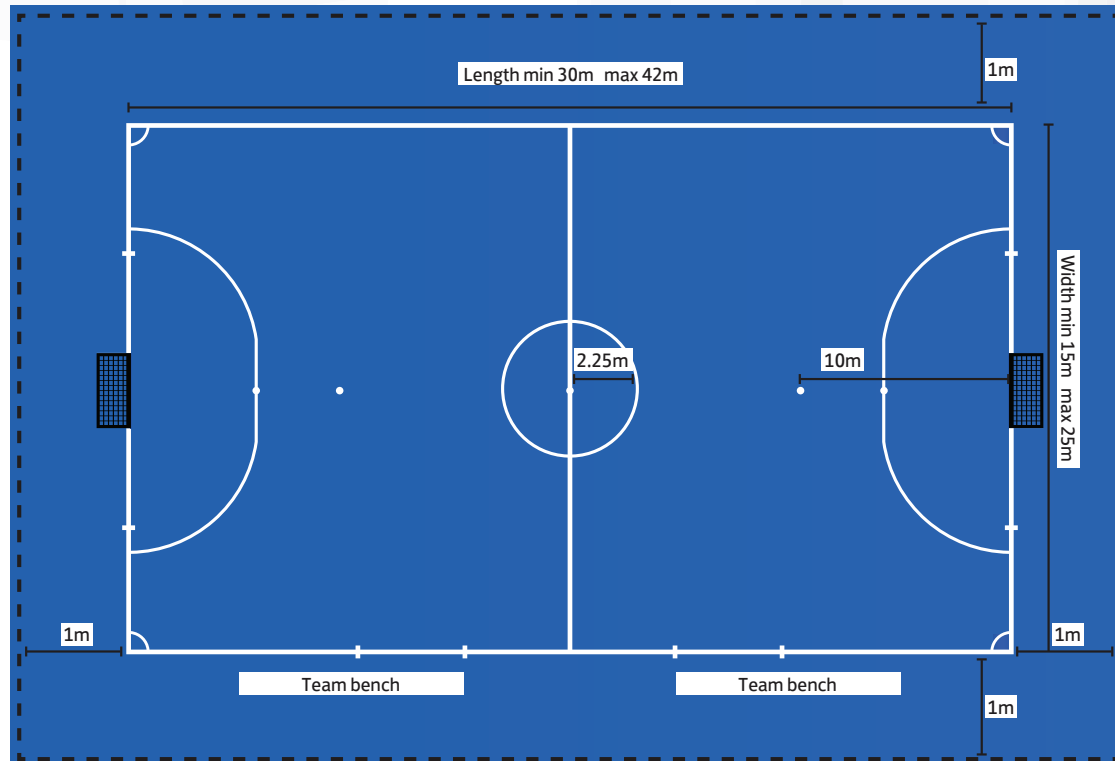 Length min 30m max 42m
1m
2.25m
10m
Width min 15m max 25m
1m
1m
Team bench
Team bench
1m